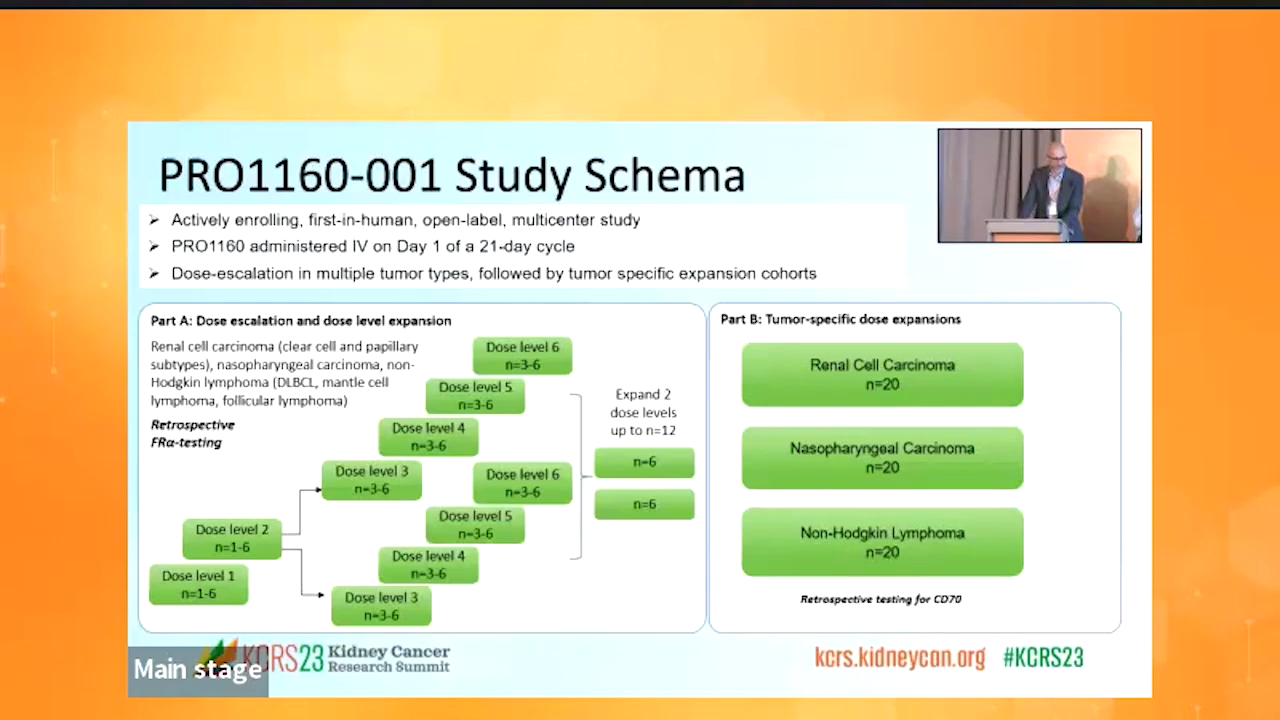 PRO1160-001 Study Schema
➢ Actively enrolling, first-in-human, open-label, multicenter study
➢ PRO1160 administered IV on Day 1 of a 21-day cycle
➢ Dose-escalation in multiple tumor types, followed by tumor specific expansion cohorts
Part A: Dose escalation and dose level expansion
Renal cell carcinoma (clear cell and papillary
subtypes), nasopharyngeal carcinoma, non-
Hodgkin lymphoma (DLBCL, mantle cell
lymphoma, follicular lymphoma)
Retrospective
FRα-testing
Dose level 6
n=3-6
Dose level 5
n=3-6
Dose level 4
n=3-6
Dose level 3
n=3-6
Dose level 6
n=3-6
Dose level 5
n=3-6
Dose level 4
n=3-6
Dose level 3
n=3-6
Dose level 2
n=1-6
Dose level 1
n=1-6
Expand 2
dose levels
up to n=12
n=6
n=6
Part B: Tumor-specific dose expansions
Renal Cell Carcinoma
n=20
Nasopharyngeal Carcinoma
n=20
Non-Hodgkin Lymphoma
n=20
Retrospective testing for CD70
Main stage
KCRS23 Kidney Cancer
Research Summit
kcrs.kidneycan.org #KCRS23